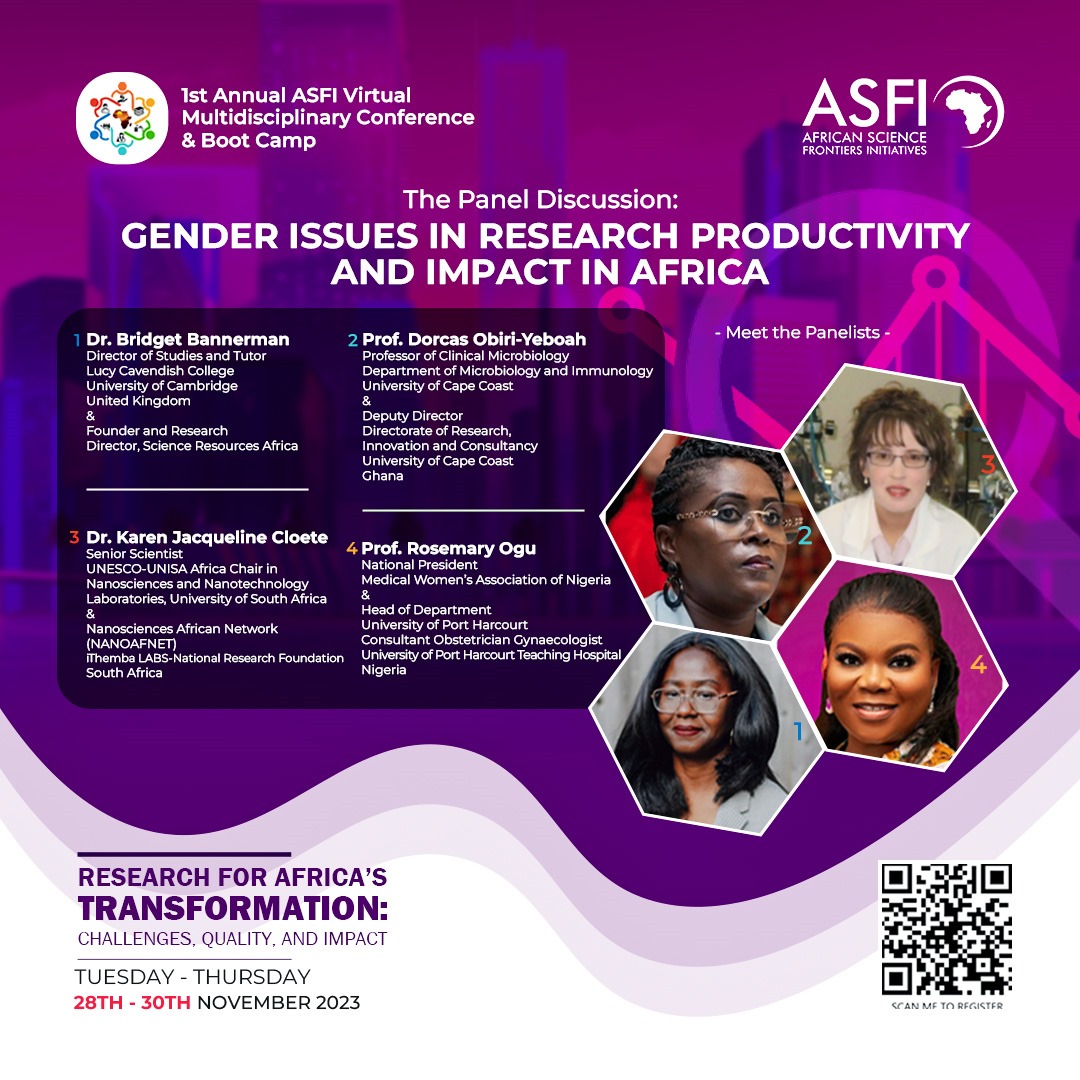 1st Annual ASFI Virtual
Multidisciplinary Conference
& Boot Camp
ASFI
AFRICAN SCIENCE
FRONTIERS INITIATIVES
The Panel Discussion:
GENDER ISSUES IN RESEARCH PRODUCTIVITY
AND IMPACT IN AFRICA
- Meet the Panelists -
1 Dr. Bridget Bannerman
Director of Studies and Tutor
Lucy Cavendish College
University of Cambridge
United Kingdom
&
Founder and Research
Director, Science Resources Africa
2 Prof. Dorcas Obiri-Yeboah
Professor of Clinical Microbiology
Department of Microbiology and Immunology
University of Cape Coast
&
Deputy Director
Directorate of Research,
Innovation and Consultancy
University of Cape Coast
Ghana
3 Dr. Karen Jacqueline Cloete
Senior Scientist
UNESCO-UNISA Africa Chair in
Nanosciences and Nanotechnology
Laboratories, University of South Africa
&
Nanosciences African Network
(NANOAFNET)
iThemba LABS-National Research Foundation
South Africa
4 Prof. Rosemary Ogu
National President
Medical Women's Association of Nigeria
&
Head of Department
University of Port Harcourt
Consultant Obstetrician Gynaecologist
University of Port Harcourt Teaching Hospital
Nigeria
3
2
4
1
RESEARCH FOR AFRICA'S
TRANSFORMATION:
CHALLENGES, QUALITY, AND IMPACT
TUESDAY - THURSDAY
28TH - 30TH NOVEMBER 2023
SCAN ME TO REGISTER